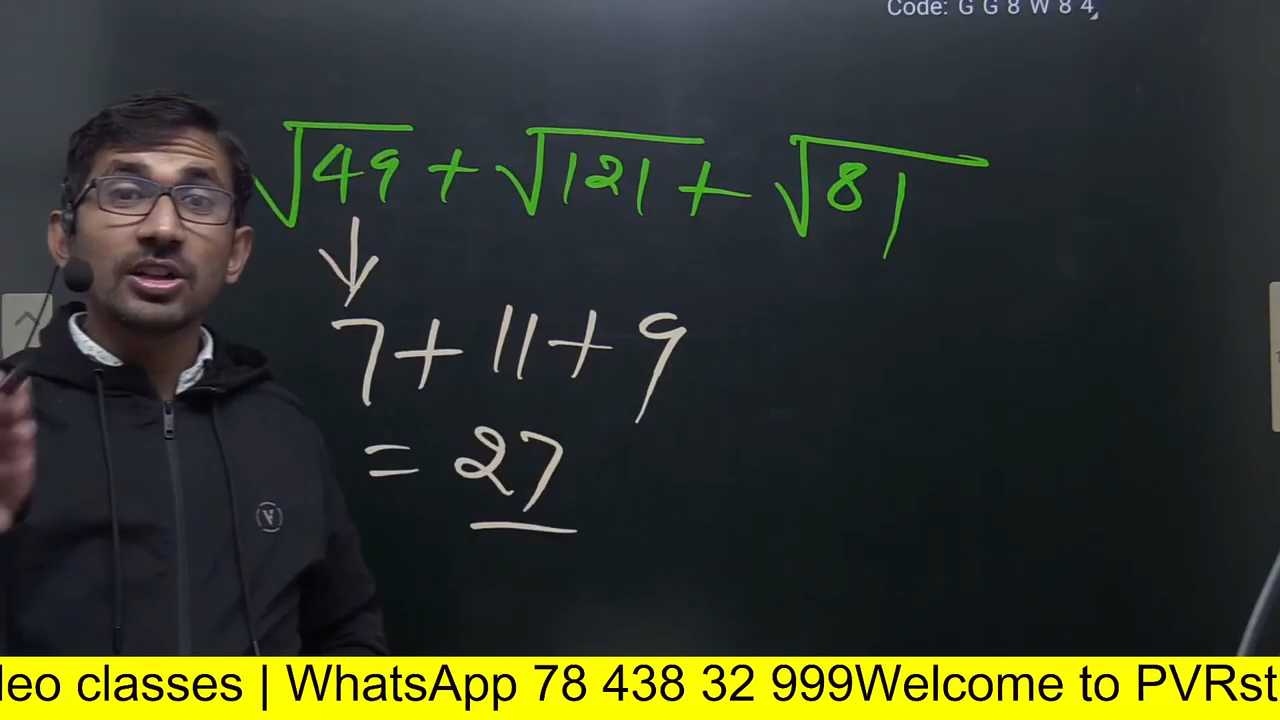 Code: G G 8 W 8 4
√49 + √121 + √81
↓
7 + 11 + 9
= 27
leo classes | WhatsApp 78 438 32 999Welcome to PVRst